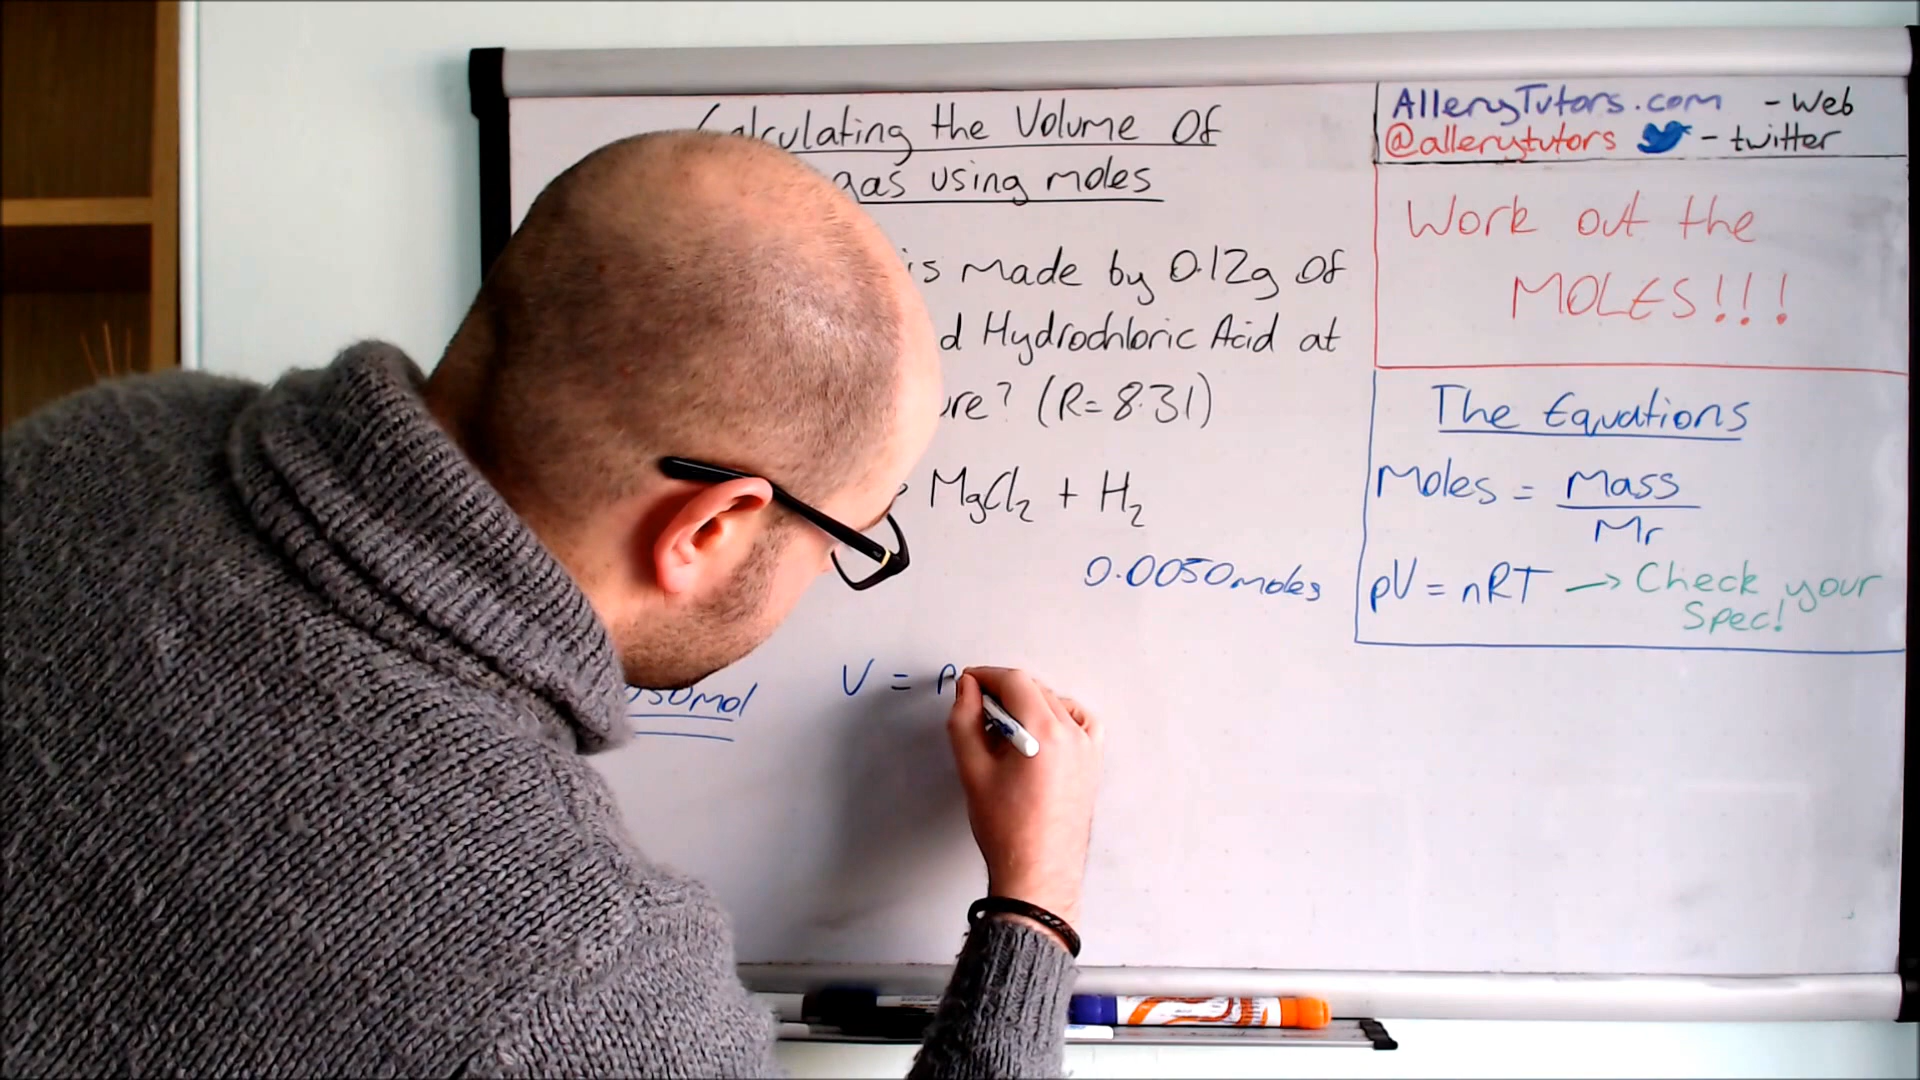 Calculating the Volume Of
gas using moles
is made by 0.12g Of
Hydrochloric Acid at
? (R=8.31)
MgCl₂ + H₂
0.0050moles
V =
AlleryTutors.com - Web
@allerytutors - twitter
Work out the
MOLES!!!
The Equations
Moles = Mass
Mr
pV = nRT → Check your
Spec!